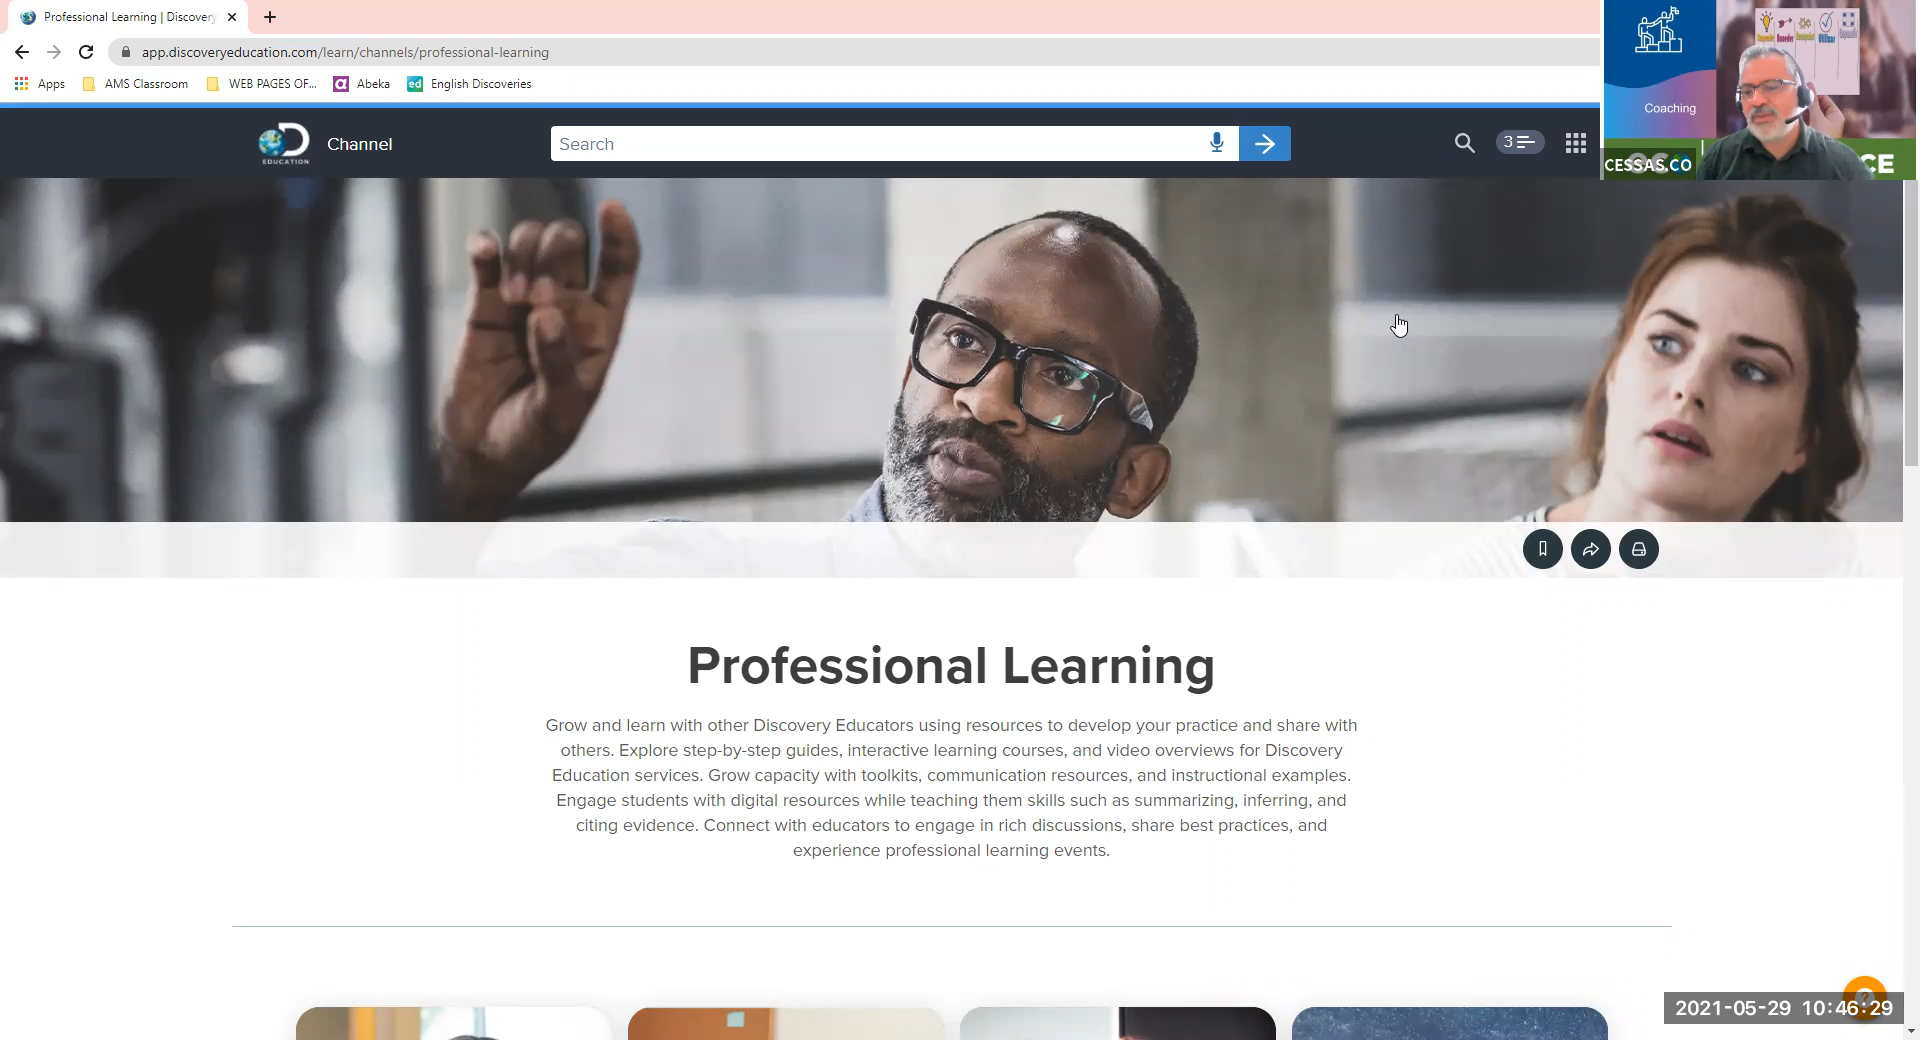 Professional Learning | Discovery
app.discoveryeducation.com/learn/channels/professional-learning
Apps
AMS Classroom
WEB PAGES OF...
a
Abeka
ed
English Discoveries
Coaching
CESSAS.CO
CE
D
EDUCATION
Channel
Search
3
Professional Learning
Grow and learn with other Discovery Educators using resources to develop your practice and share with
others. Explore step-by-step guides, interactive learning courses, and video overviews for Discovery
Education services. Grow capacity with toolkits, communication resources, and instructional examples.
Engage students with digital resources while teaching them skills such as summarizing, inferring, and
citing evidence. Connect with educators to engage in rich discussions, share best practices, and
experience professional learning events.
2021-05-29 10:46:29